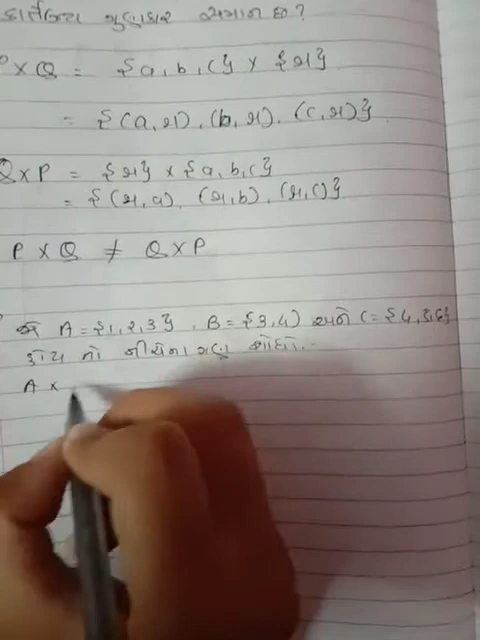 કાર્તેઝિય ગુણાકાર સમાન છે?
P × Q = {a, b, c} × {અ}
= {(a, અ), (b, અ), (c, અ)}
Q × P = {અ} × {a, b, c}
= {(અ, a), (અ, b), (અ, c)}
P × Q ≠ Q × P
જો A = {1, 2, 3}, B = {3, 4} અને C = {4, 5, 6}
હોય તો નીચેના ગણ શોધો.
A ×